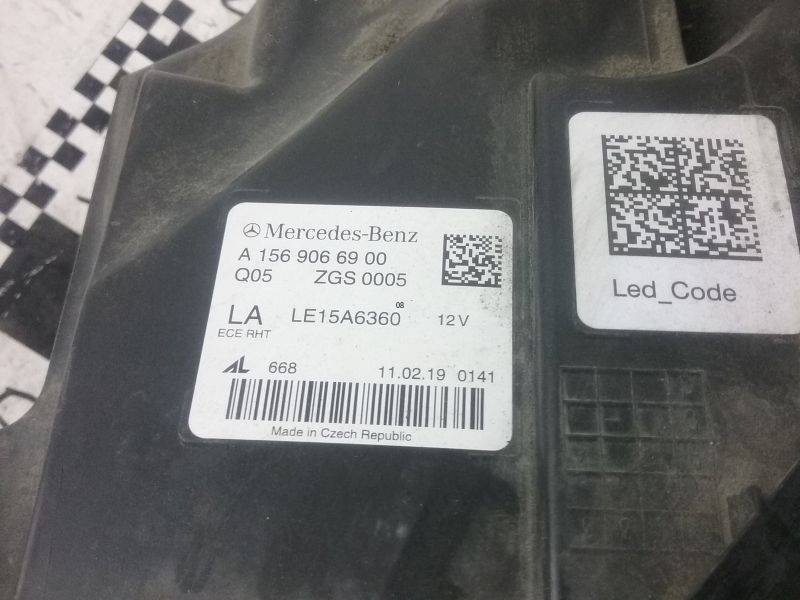 Mercedes-Benz
A 156 906 69 00
Q05 ZGS 0005
LA LE15A6360 08 12V
ECE RHT
AL 668 11.02.19 0141
Made in Czech Republic
Led_Code